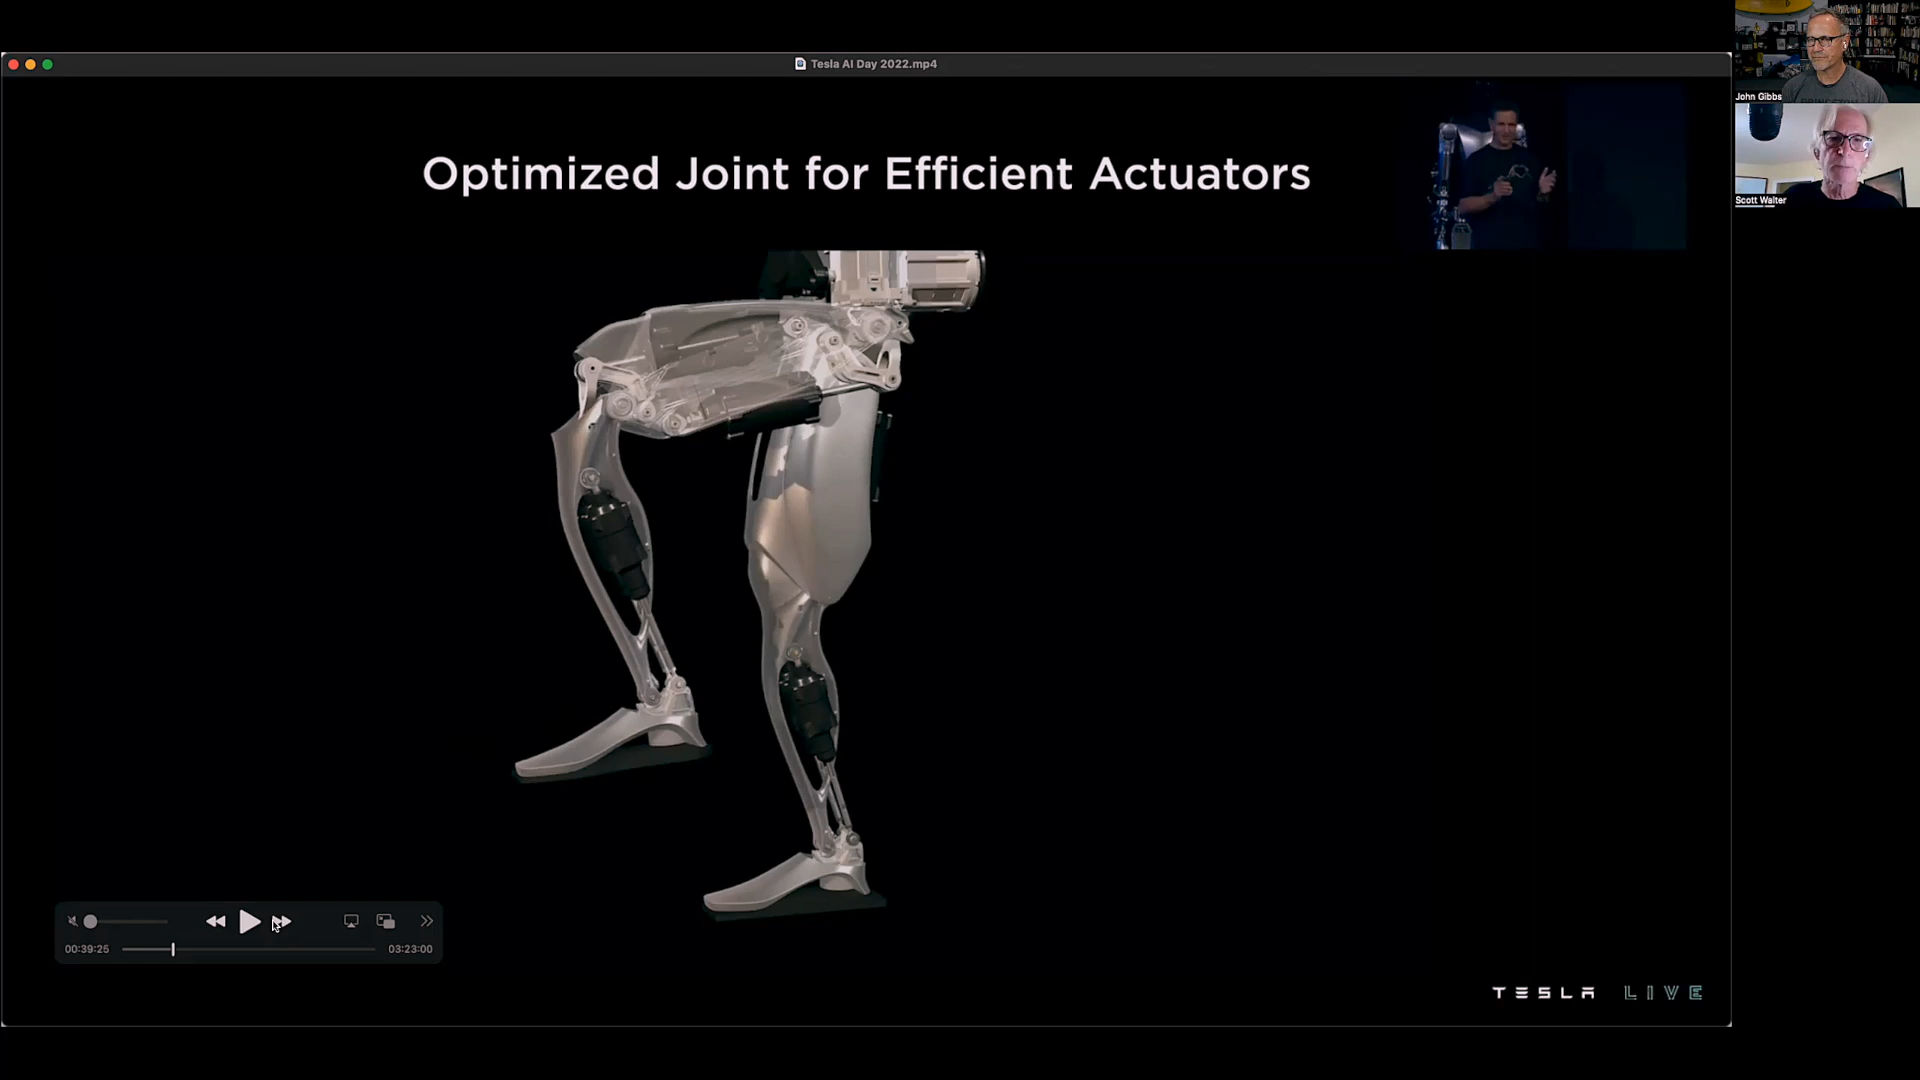 Tesla AI Day 2022.mp4
Optimized Joint for Efficient Actuators
John Gibbs
Scott Walter
00:39:25
03:23:00
TESLA LIVE